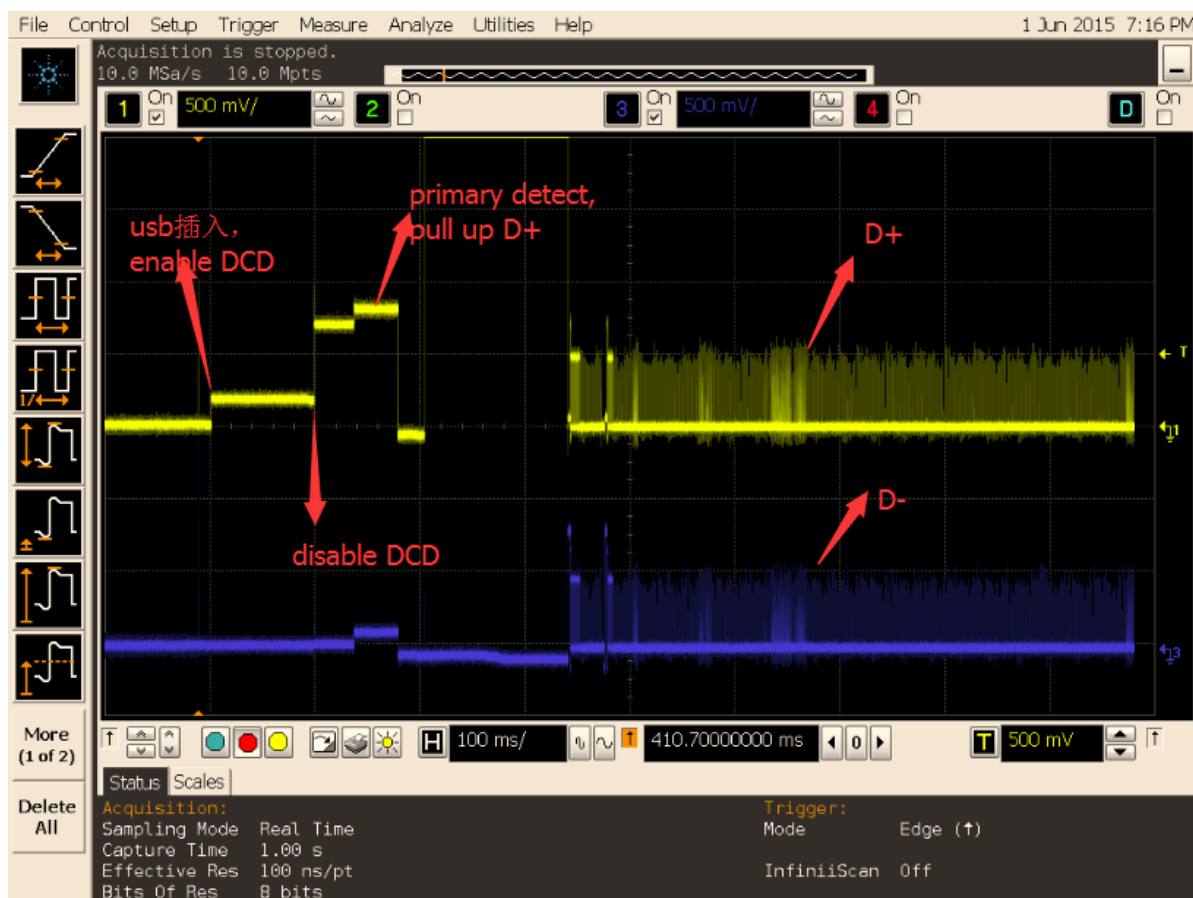 File Control Setup Trigger Measure Analyze Utilities Help 1 Jun 2015 7:16 PM
Acquisition is stopped.
10.0 MSa/s 10.0 Mpts
1 On 500 mV/ 2 On 3 On 500 mV/ 4 On D On
primary detect,
pull up D+
usb插入，
enable DCD
D+
T
1/
1
D-
disable DCD
3
More
(1 of 2)
H 100 ms/ 410.70000000 ms 0 T 500 mV
Delete
All
Status Scales
Acquisition:
Sampling Mode Real Time
Capture Time 1.00 s
Effective Res 100 ns/pt
Bits Of Res 8 bits
Trigger:
Mode Edge (↑)
InfiniiScan Off